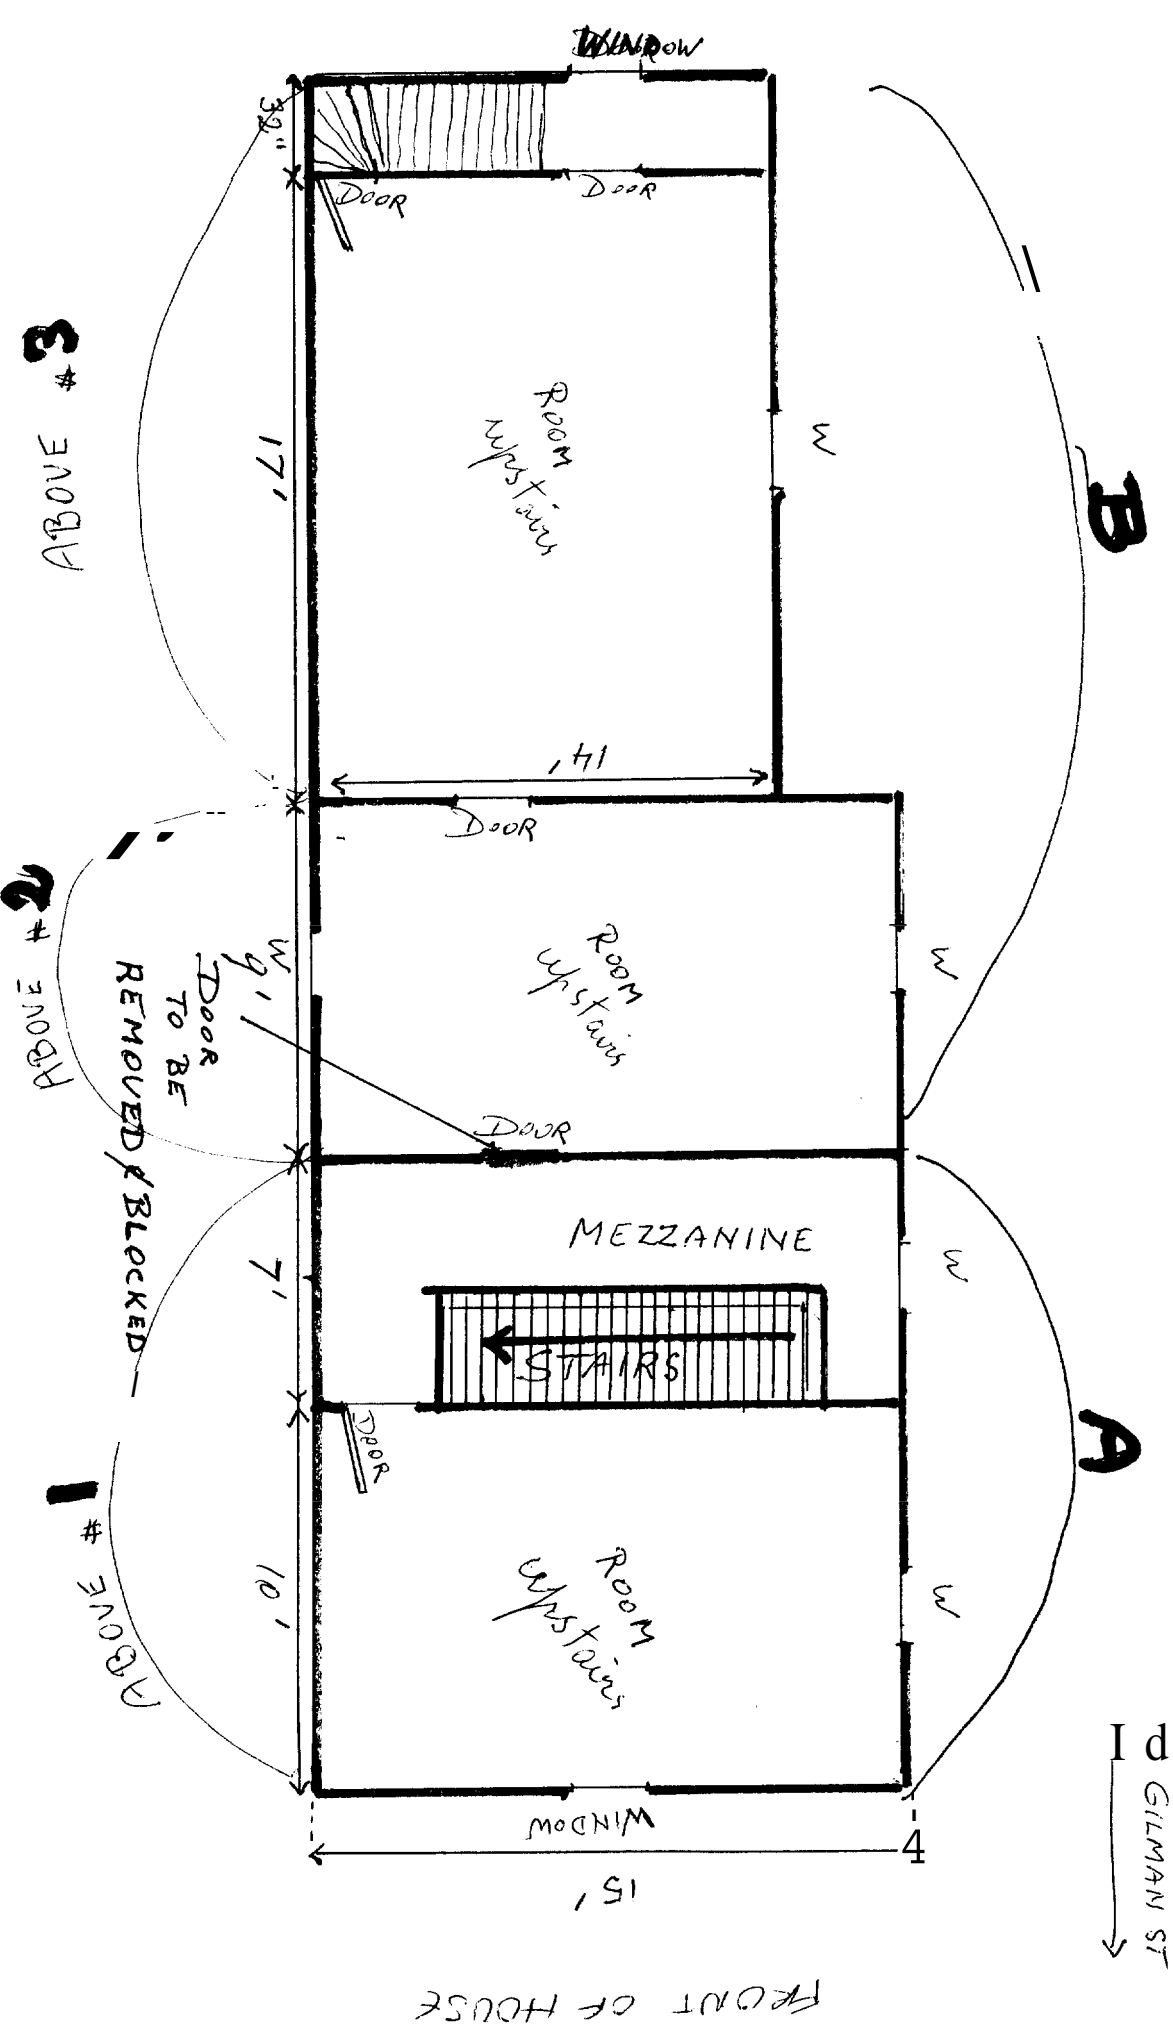 WINDOW
32"
DOOR
DOOR
B
#3
ABOVE
ROOM
upstairs
17'
W
14'
DOOR
#2
ABOVE
W
9'
ROOM
upstairs
W
DOOR
TO BE
REMOVED/BLOCKED
DOOR
MEZZANINE
W
7'
STAIRS
A
DOOR
1#
ABOVE
10'
ROOM
upstairs
W
I d
GILMAN ST
WINDOW
4
15'
FRONT OF HOUSE